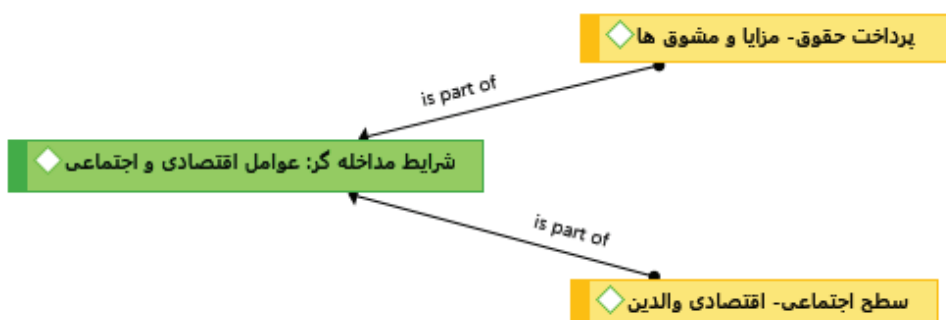 پرداخت حقوق- مزایا و مشوق ها
is part of
شرایط مداخله گر: عوامل اقتصادی و اجتماعی
is part of
سطح اجتماعی- اقتصادی والدین